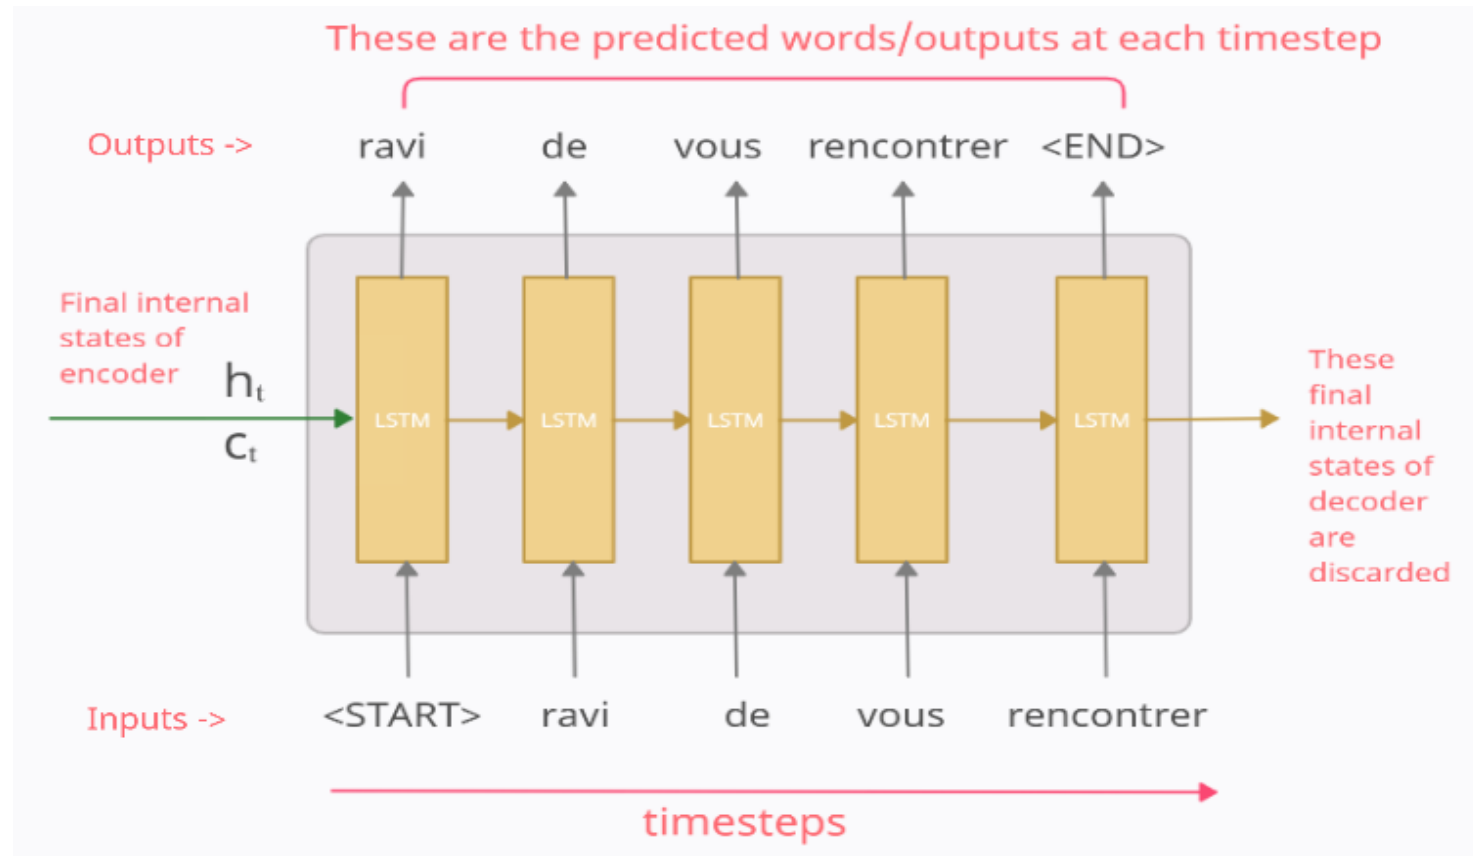 These are the predicted words/outputs at each timestep
Outputs -> ravi de vous rencontrer <END>
Final internal
states of
encoder
hₜ
cₜ
LSTM LSTM LSTM LSTM LSTM
These
final
internal
states of
decoder
are
discarded
Inputs -> <START> ravi de vous rencontrer
timesteps